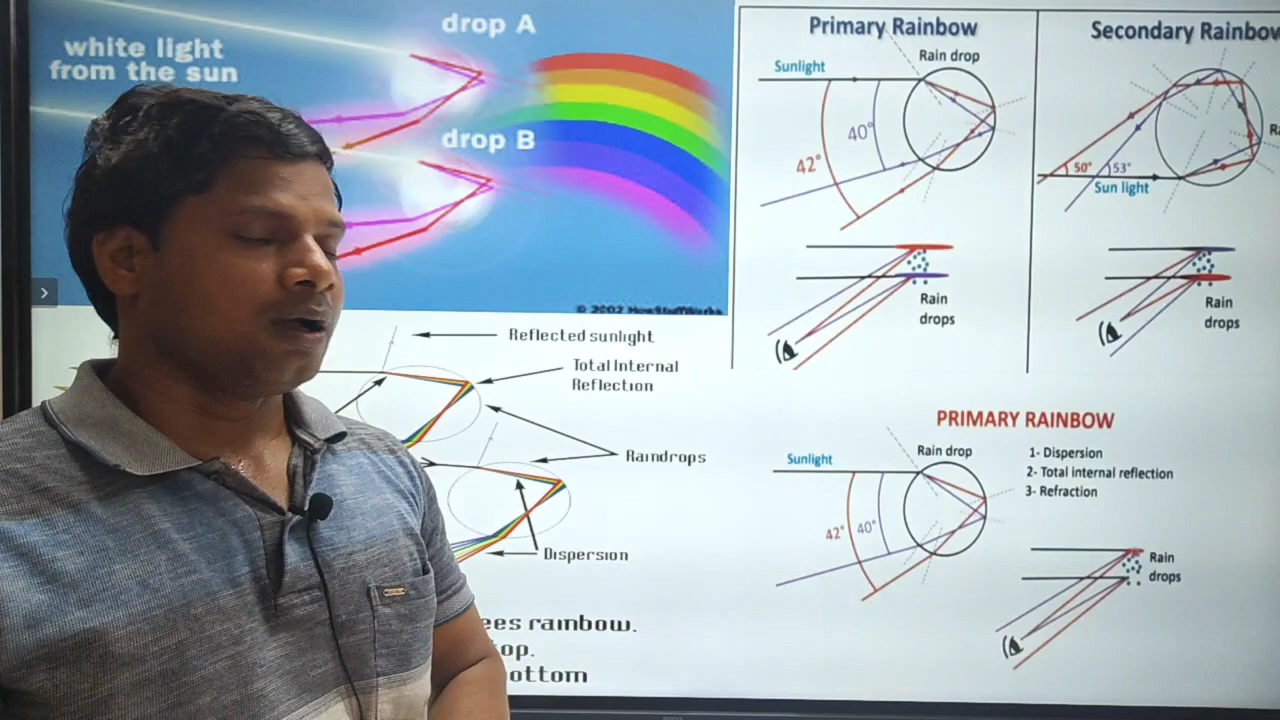 drop A
white light
from the sun
drop B
© 2002 HowStuffWorks
Primary Rainbow
Rain drop
Sunlight
40°
42°
Rain
drops
Secondary Rainbow
50°
53°
Sun light
Rain
drops
Reflected sunlight
Total Internal
Reflection
Raindrops
Dispersion
ees rainbow.
op.
ottom
PRIMARY RAINBOW
Rain drop
Sunlight
42°
40°
1- Dispersion
2- Total internal reflection
3- Refraction
Rain
drops